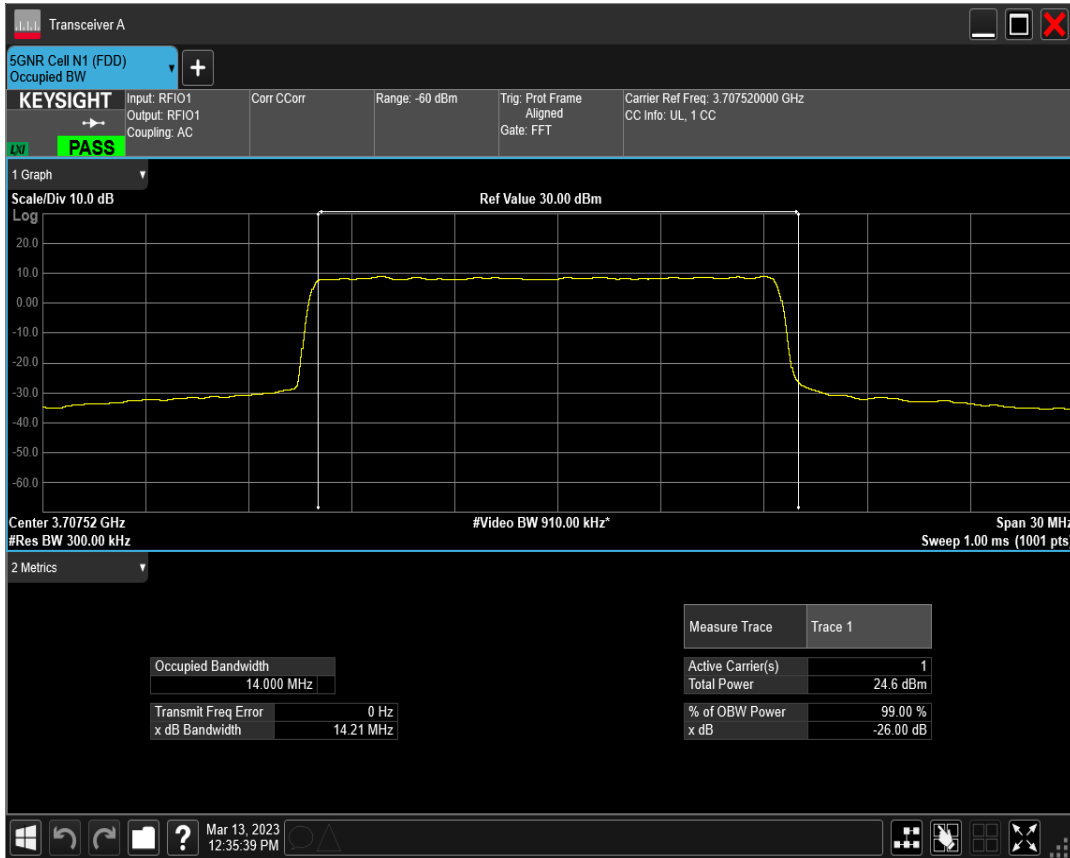 Transceiver A
5GNR Cell N1 (FDD)
Occupied BW
+
KEYSIGHT
LXI
PASS
Input: RFIO1
Output: RFIO1
Coupling: AC
Corr CCorr
Range: -60 dBm
Trig: Prot Frame
Aligned
Gate: FFT
Carrier Ref Freq: 3.707520000 GHz
CC Info: UL, 1 CC
1 Graph
Scale/Div 10.0 dB
Ref Value 30.00 dBm
Log
20.0
10.0
0.00
-10.0
-20.0
-30.0
-40.0
-50.0
-60.0
Center 3.70752 GHz
#Video BW 910.00 kHz*
Span 30 MHz
#Res BW 300.00 kHz
Sweep 1.00 ms (1001 pts)
2 Metrics
Measure Trace Trace 1
Occupied Bandwidth
14.000 MHz
Transmit Freq Error 0 Hz
x dB Bandwidth 14.21 MHz
Active Carrier(s) 1
Total Power 24.6 dBm
% of OBW Power 99.00 %
x dB -26.00 dB
?
Mar 13, 2023
12:35:39 PM